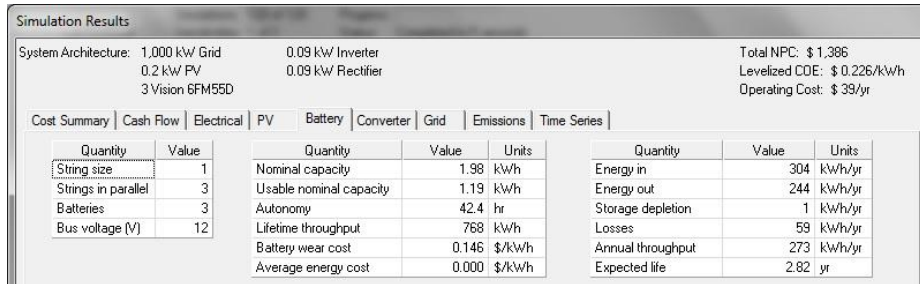 Simulation Results
System Architecture: 1,000 kW Grid 0.09 kW Inverter Total NPC: $ 1,386
0.2 kW PV 0.09 kW Rectifier Levelized COE: $ 0.226/kWh
3 Vision 6FM55D Operating Cost: $ 39/yr
Cost Summary Cash Flow Electrical PV Battery Converter Grid Emissions Time Series
Quantity Value Quantity Value Units Quantity Value Units
String size 1 Nominal capacity 1.98 kWh Energy in 304 kWh/yr
Strings in parallel 3 Usable nominal capacity 1.19 kWh Energy out 244 kWh/yr
Batteries 3 Autonomy 42.4 hr Storage depletion 1 kWh/yr
Bus voltage (V) 12 Lifetime throughput 768 kWh Losses 59 kWh/yr
Battery wear cost 0.146 $/kWh Annual throughput 273 kWh/yr
Average energy cost 0.000 $/kWh Expected life 2.82 yr